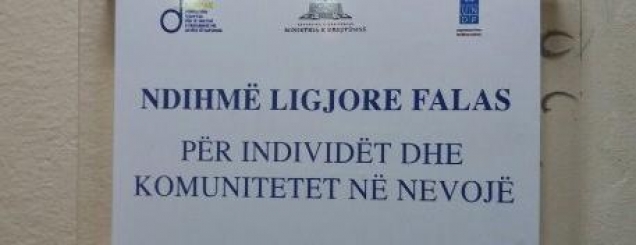 MINISTRIA E DREJTËSISË
U N
D P
NDIHMË LIGJORE FALAS
PËR INDIVIDËT DHE
KOMUNITETET NË NEVOJË